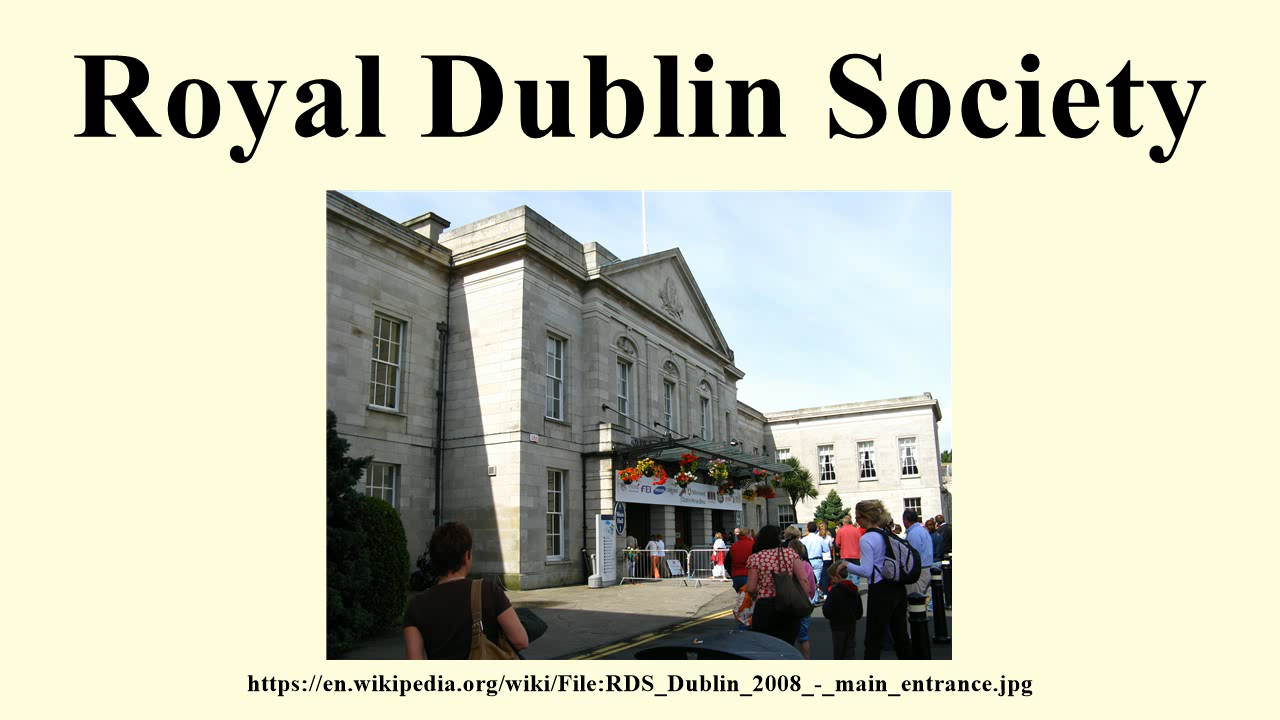 Royal Dublin Society
FEI
https://en.wikipedia.org/wiki/File:RDS_Dublin_2008_-_main_entrance.jpg